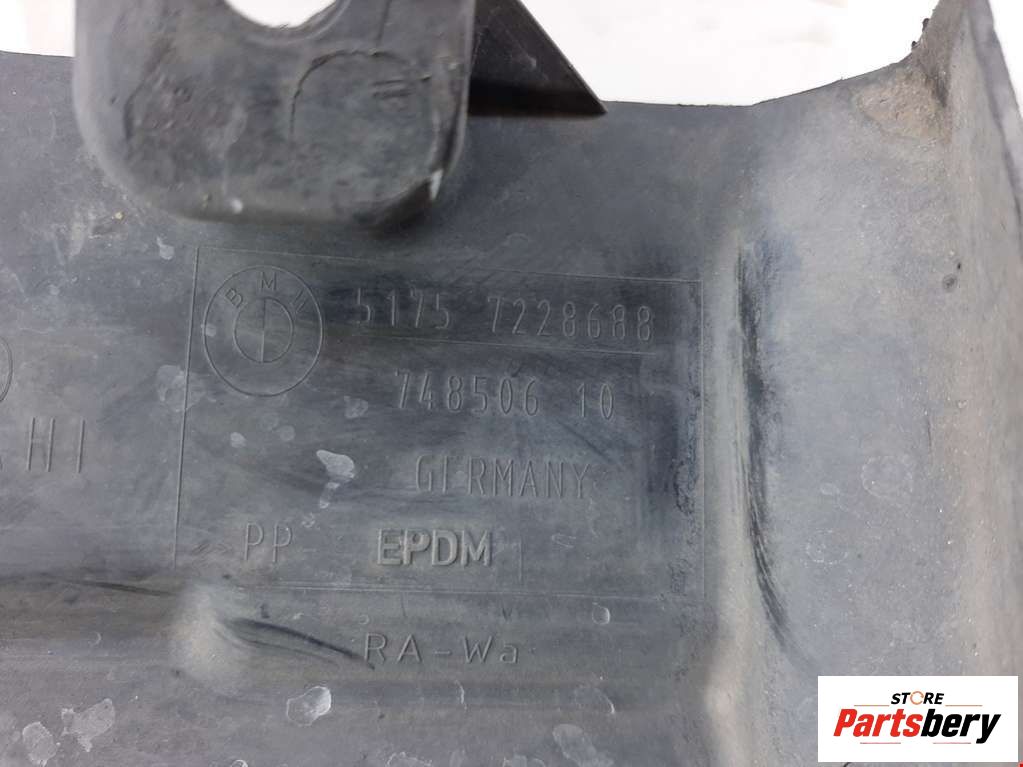 BMW
5175 7228688
748506 10
HI
GERMANY
PP EPDM
RA-Wa
STORE
Partsbery